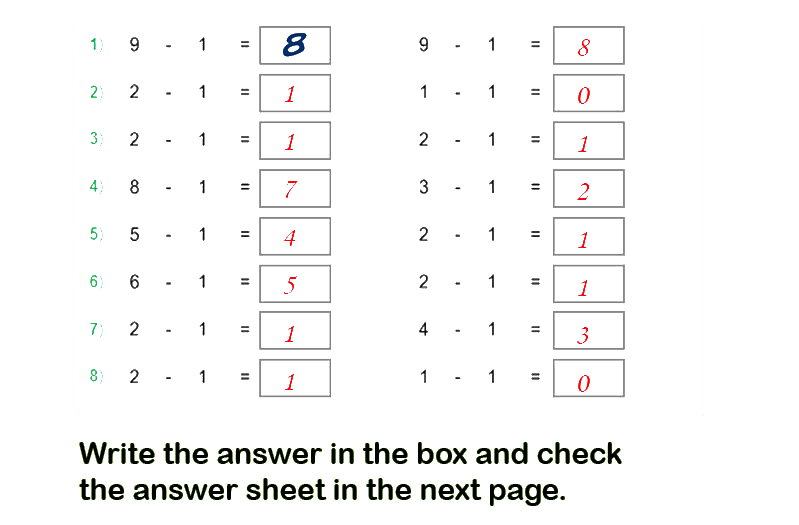 1) 9 - 1 = 8 9 - 1 = 8
2) 2 - 1 = 1 1 - 1 = 0
3) 2 - 1 = 1 2 - 1 = 1
4) 8 - 1 = 7 3 - 1 = 2
5) 5 - 1 = 4 2 - 1 = 1
6) 6 - 1 = 5 2 - 1 = 1
7) 2 - 1 = 1 4 - 1 = 3
8) 2 - 1 = 1 1 - 1 = 0
Write the answer in the box and check
the answer sheet in the next page.